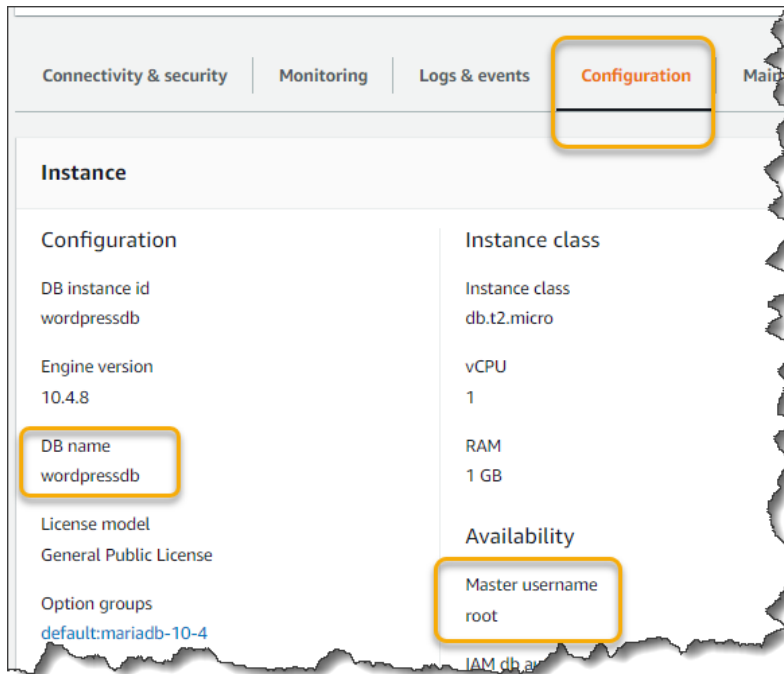 Connectivity & security
Monitoring
Logs & events
Configuration
Instance
Configuration
DB instance id
wordpressdb
Engine version
10.4.8
DB name
wordpressdb
License model
General Public License
Option groups
default:mariadb-10-4
Instance class
Instance class
db.t2.micro
vCPU
1
RAM
1 GB
Availability
Master username
root
IAM db